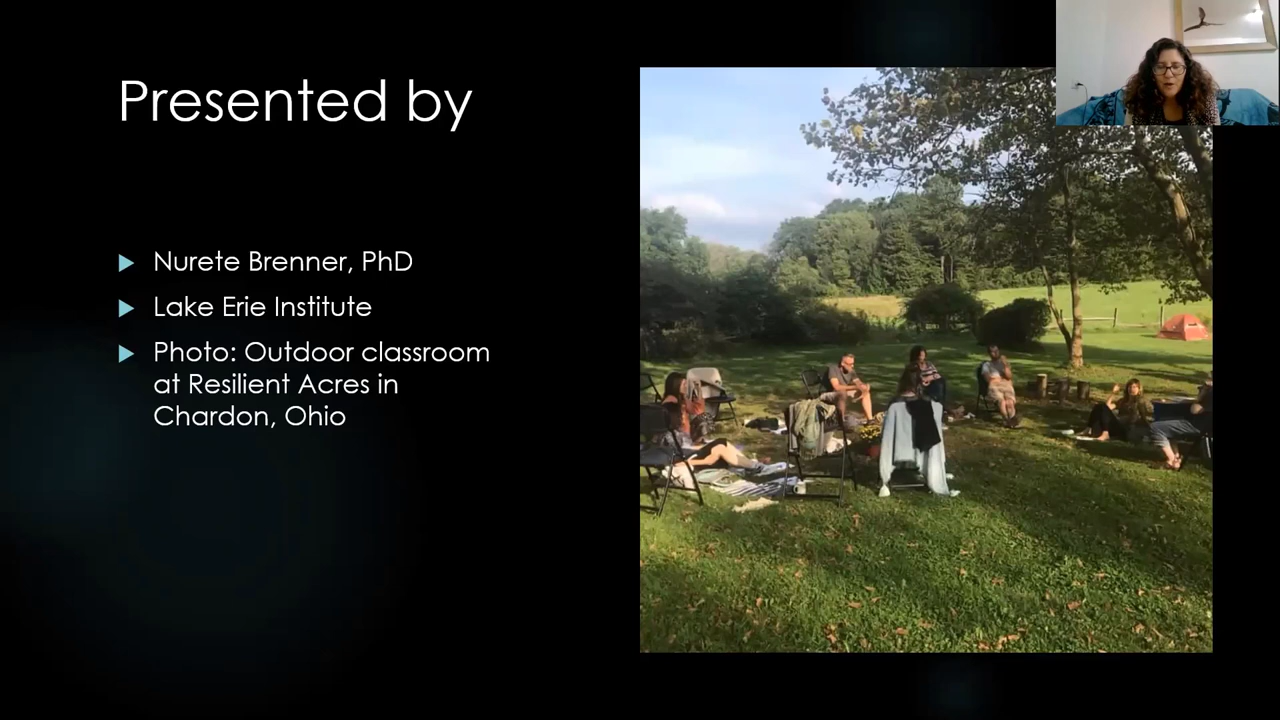 Presented by
Nurete Brenner, PhD
Lake Erie Institute
Photo: Outdoor classroom
at Resilient Acres in
Chardon, Ohio